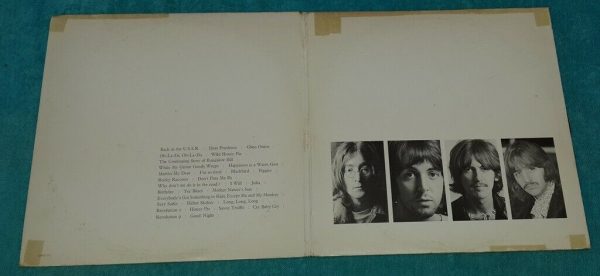 Back in the U.S.S.R. Dear Prudence Glass Onion
Ob-La-Di, Ob-La-Da Wild Honey Pie
The Continuing Story of Bungalow Bill
While My Guitar Gently Weeps Happiness is a Warm Gun
Martha My Dear I'm so tired Blackbird Piggies
Rocky Raccoon Don't Pass Me By
Why don't we do it in the road? I Will Julia
Birthday Yer Blues Mother Nature's Son
Everybody's Got Something to Hide Except Me and My Monkey
Sexy Sadie Helter Skelter Long, Long, Long
Revolution 1 Honey Pie Savoy Truffle Cry Baby Cry
Revolution 9 Good Night